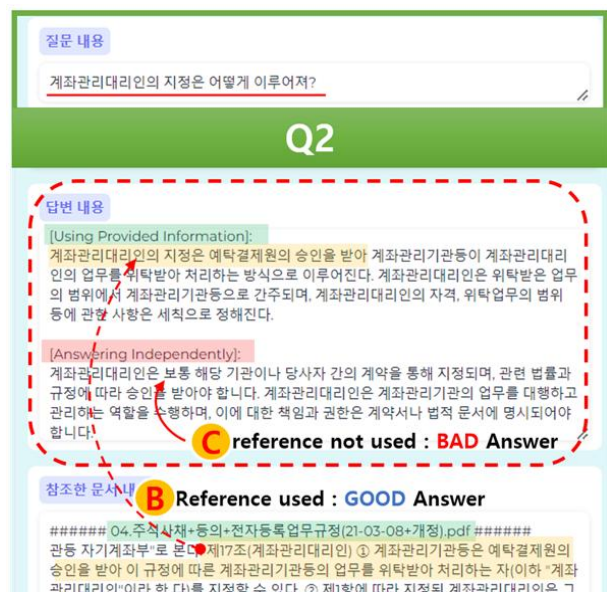 질문 내용
계좌관리대리인의 지정은 어떻게 이루어져?
Q2
답변 내용
[Using Provided Information]:
계좌관리대리인의 지정은 예탁결제원의 승인을 받아 계좌관리기관등이 계좌관리대리
인의 업무를 위탁받아 처리하는 방식으로 이루어진다. 계좌관리대리인은 위탁받은 업무
의 범위에서 계좌관리기관등으로 간주되며, 계좌관리대리인의 자격, 위탁업무의 범위
등에 관한 사항은 세칙으로 정해진다.
[Answering Independently]:
계좌관리대리인은 보통 해당 기관이나 당사자 간의 계약을 통해 지정되며, 관련 법률과
규정에 따라 승인을 받아야 합니다. 계좌관리대리인은 계좌관리기관의 업무를 대행하고
관리하는 역할을 수행하며, 이에 대한 책임과 권한은 계약서나 법적 문서에 명시되어야
합니다.
C reference not used : BAD Answer
참조한 문서 내
B Reference used : GOOD Answer
###### 04.주식사채+등의+전자등록업무규정(21-03-08+개정).pdf ######
관등 자기계좌부"로 본다. 제17조(계좌관리대리인) ① 계좌관리기관등은 예탁결제원의
승인을 받아 이 규정에 따른 계좌관리기관등의 업무를 위탁받아 처리하는 자(이하 "계좌
관리대리인"이라 한다)를 지정할 수 있다. ② 제1항에 따라 지정된 계좌관리대리인은 그